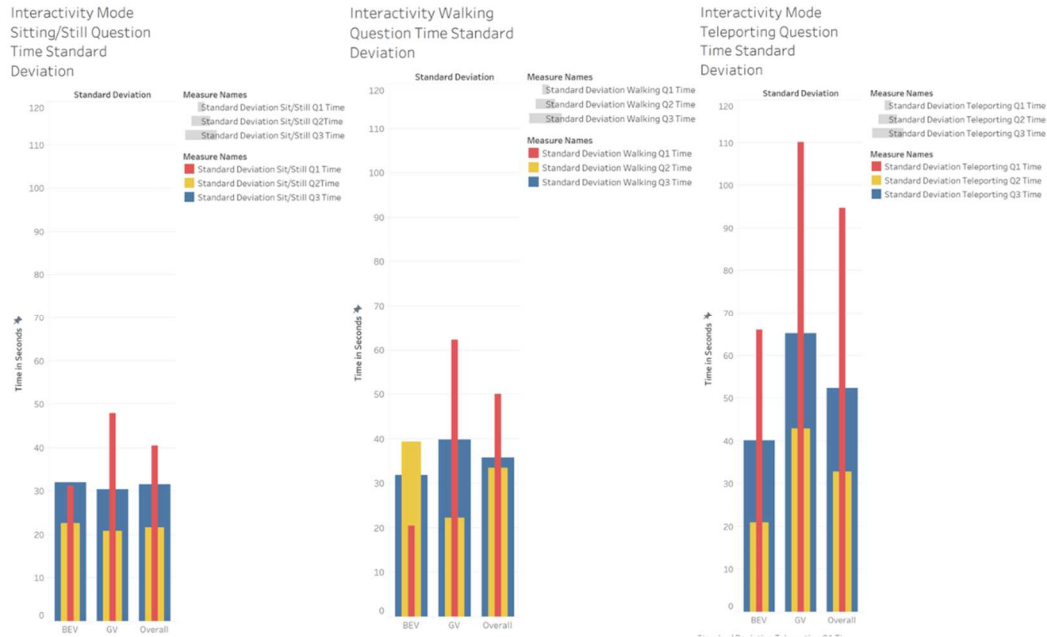 Interactivity Mode
Sitting/Still Question
Time Standard
Deviation
Standard Deviation
120
110
100
90
80
70
60
50
40
30
20
10
0
Time in Seconds
BEV GV Overall
Measure Names
Standard Deviation Sit/Still Q1 Time
Standard Deviation Sit/Still Q2Time
Standard Deviation Sit/Still Q3 Time
Measure Names
Standard Deviation Sit/Still Q1 Time
Standard Deviation Sit/Still Q2Time
Standard Deviation Sit/Still Q3 Time
Interactivity Walking
Question Time Standard
Deviation
Standard Deviation
120
110
100
90
80
70
60
50
40
30
20
10
0
Time in Seconds
BEV GV Overall
Measure Names
Standard Deviation Walking Q1 Time
Standard Deviation Walking Q2 Time
Standard Deviation Walking Q3 Time
Measure Names
Standard Deviation Walking Q1 Time
Standard Deviation Walking Q2 Time
Standard Deviation Walking Q3 Time
Interactivity Mode
Teleporting Question
Time Standard
Deviation
Standard Deviation
120
110
100
90
80
70
60
50
40
30
20
10
0
Time in Seconds
BEV GV Overall
Measure Names
Standard Deviation Teleporting Q1 Time
Standard Deviation Teleporting Q2 Time
Standard Deviation Teleporting Q3 Time
Measure Names
Standard Deviation Teleporting Q1 Time
Standard Deviation Teleporting Q2 Time
Standard Deviation Teleporting Q3 Time